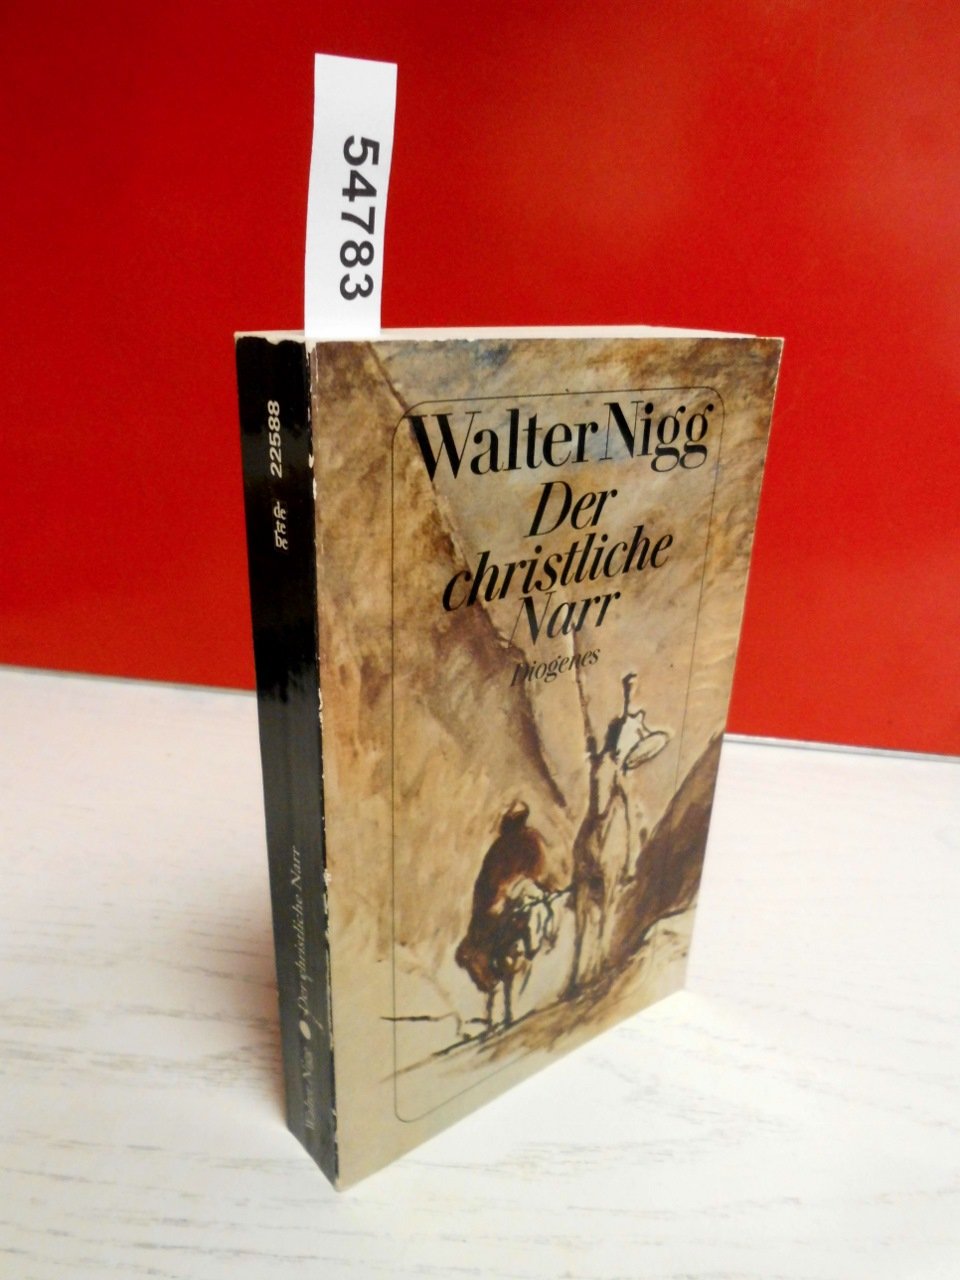 54783
Walter Nigg
Der
christliche
Narr
Diogenes
22588
Walter Nigg ● Der christliche Narr